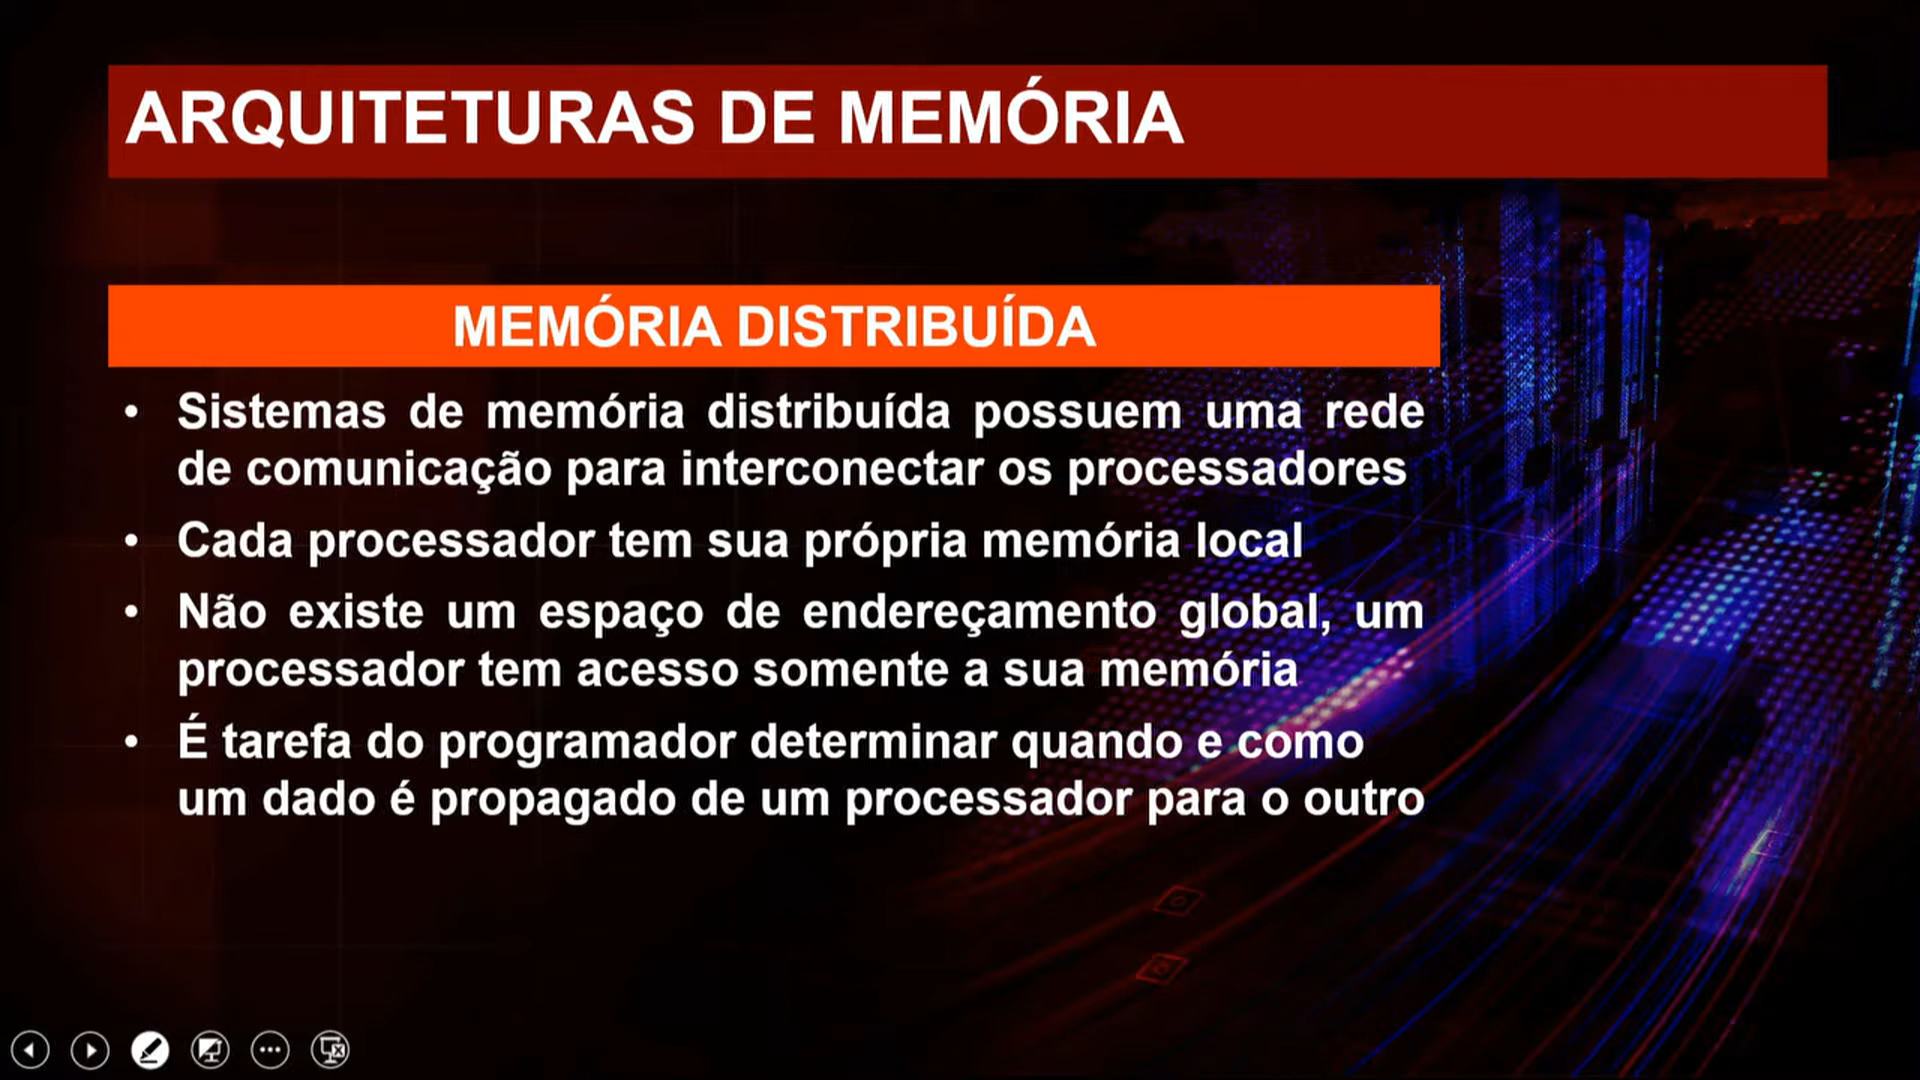 ARQUITETURAS DE MEMÓRIA
MEMÓRIA DISTRIBUÍDA
• Sistemas de memória distribuída possuem uma rede
de comunicação para interconectar os processadores
• Cada processador tem sua própria memória local
• Não existe um espaço de endereçamento global, um
processador tem acesso somente a sua memória
• É tarefa do programador determinar quando e como
um dado é propagado de um processador para o outro